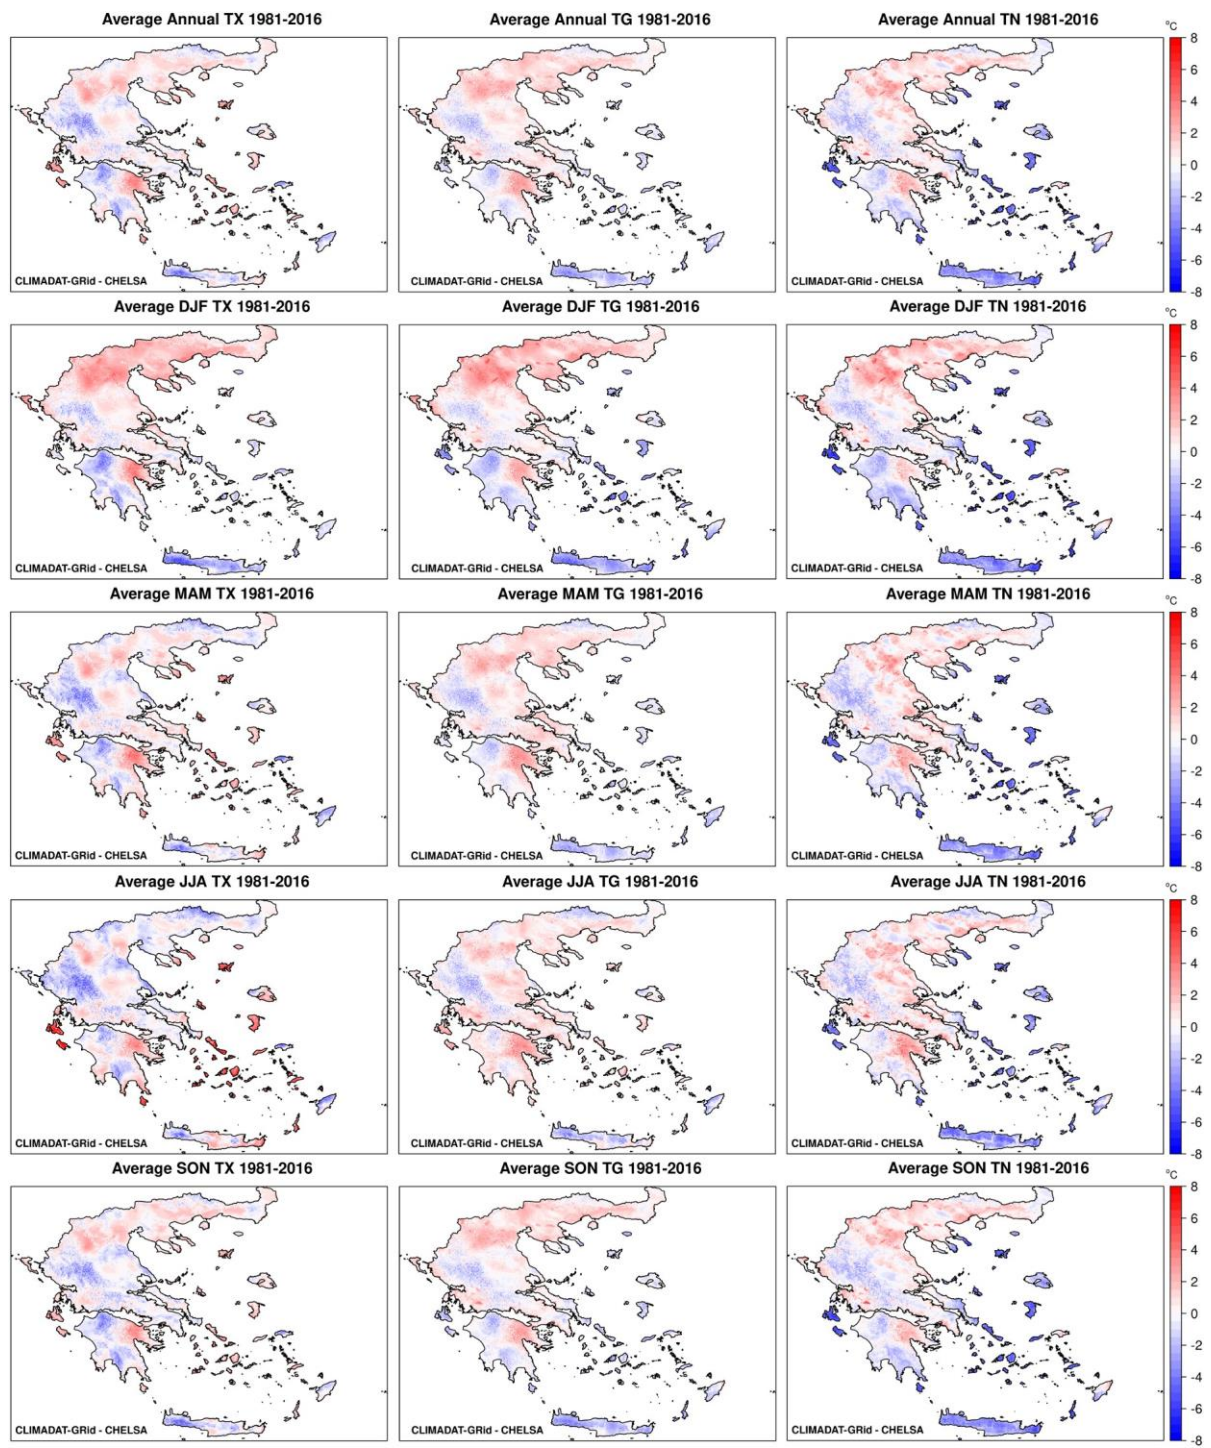 Average Annual TX 1981-2016
Average Annual TG 1981-2016
Average Annual TN 1981-2016
°C
8
6
4
2
0
-2
-4
-6
-8
CLIMADAT-GRid - CHELSA
CLIMADAT-GRid - CHELSA
CLIMADAT-GRid - CHELSA
Average DJF TX 1981-2016
Average DJF TG 1981-2016
Average DJF TN 1981-2016
°C
8
6
4
2
0
-2
-4
-6
-8
CLIMADAT-GRid - CHELSA
CLIMADAT-GRid - CHELSA
CLIMADAT-GRid - CHELSA
Average MAM TX 1981-2016
Average MAM TG 1981-2016
Average MAM TN 1981-2016
°C
8
6
4
2
0
-2
-4
-6
-8
CLIMADAT-GRid - CHELSA
CLIMADAT-GRid - CHELSA
CLIMADAT-GRid - CHELSA
Average JJA TX 1981-2016
Average JJA TG 1981-2016
Average JJA TN 1981-2016
°C
8
6
4
2
0
-2
-4
-6
-8
CLIMADAT-GRid - CHELSA
CLIMADAT-GRid - CHELSA
CLIMADAT-GRid - CHELSA
Average SON TX 1981-2016
Average SON TG 1981-2016
Average SON TN 1981-2016
°C
8
6
4
2
0
-2
-4
-6
-8
CLIMADAT-GRid - CHELSA
CLIMADAT-GRid - CHELSA
CLIMADAT-GRid - CHELSA